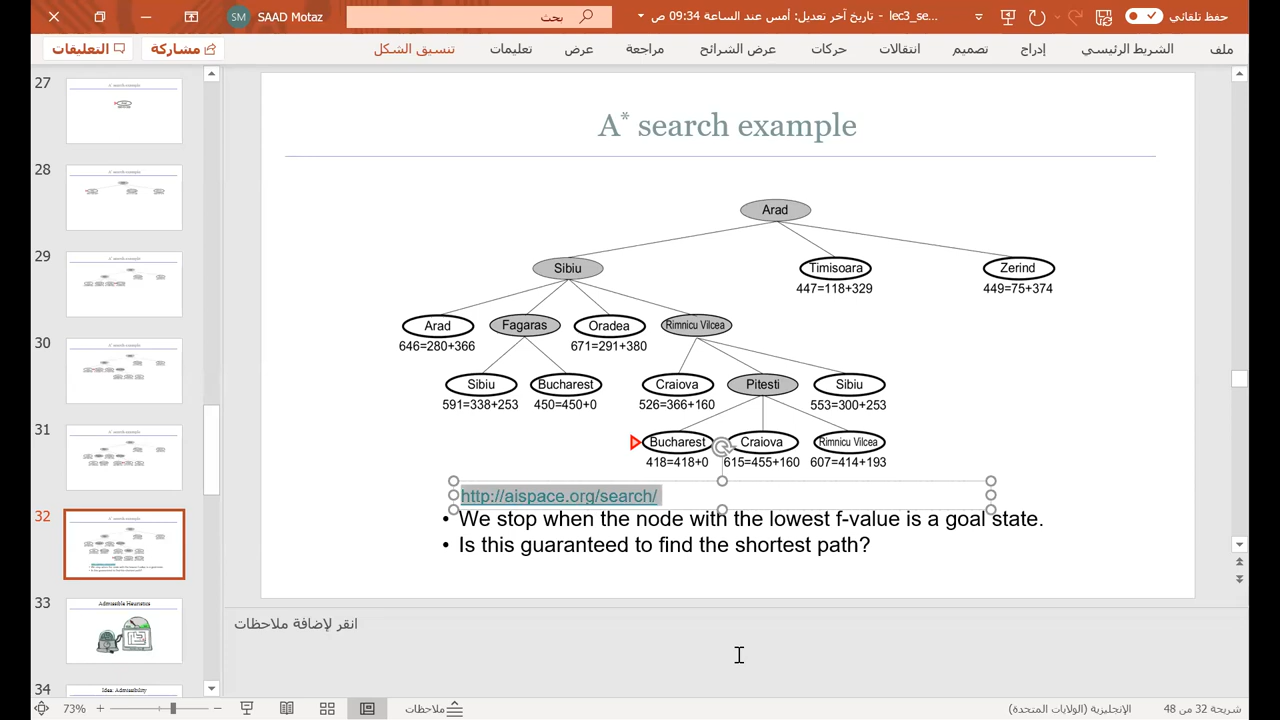 حفظ تلقائي
lec3_se... - تاريخ آخر تعديل: أمس عند الساعة 09:34 ص
بحث
SAAD Motaz
SM
ملف
الشريط الرئيسي
إدراج
تصميم
الانتقالات
حركات
عرض الشرائح
مراجعة
عرض
تعليمات
تنسيق الشكل
مشاركة
التعليقات
27
28
29
30
31
32
33
Admissible Heuristics
34
Idea: Admissibility
A* search example
Arad
Sibiu
Timisoara
Zerind
447=118+329
449=75+374
Arad
Fagaras
Oradea
Rimnicu Vilcea
646=280+366
671=291+380
Sibiu
Bucharest
Craiova
Pitesti
Sibiu
591=338+253
450=450+0
526=366+160
553=300+253
Bucharest
Craiova
Rimnicu Vilcea
418=418+0
615=455+160
607=414+193
http://aispace.org/search/
• We stop when the node with the lowest f-value is a goal state.
• Is this guaranteed to find the shortest path?
انقر لإضافة ملاحظات
شريحة 32 من 48
الإنجليزية (الولايات المتحدة)
ملاحظات
73%